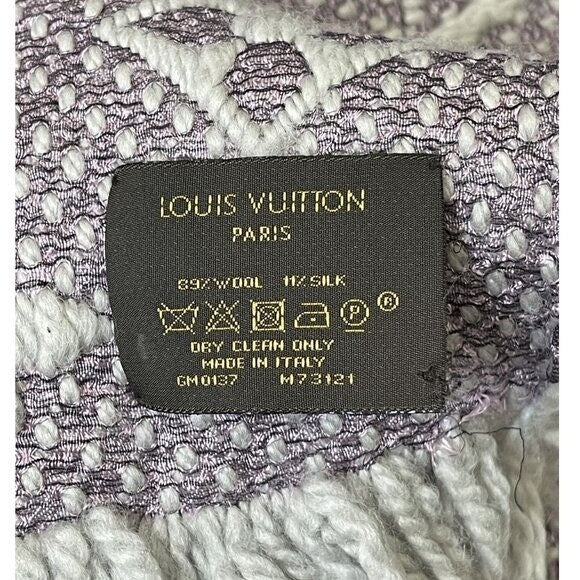 LOUIS VUITTON
PARIS
89% WOOL 11% SILK
P ®
DRY CLEAN ONLY
MADE IN ITALY
GM0137 M73121